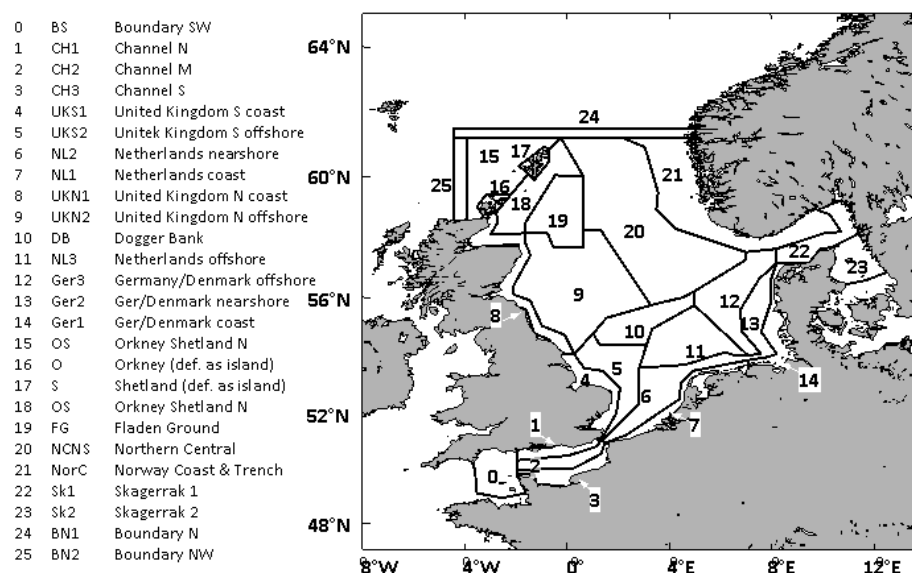 0 BS Boundary SW
1 CH1 Channel N
2 CH2 Channel M
3 CH3 Channel S
4 UKS1 United Kingdom S coast
5 UKS2 Unitek Kingdom S offshore
6 NL2 Netherlands nearshore
7 NL1 Netherlands coast
8 UKN1 United Kingdom N coast
9 UKN2 United Kingdom N offshore
10 DB Dogger Bank
11 NL3 Netherlands offshore
12 Ger3 Germany/Denmark offshore
13 Ger2 Ger/Denmark nearshore
14 Ger1 Ger/Denmark coast
15 OS Orkney Shetland N
16 O Orkney (def. as island)
17 S Shetland (def. as island)
18 OS Orkney Shetland N
19 FG Fladen Ground
20 NCNS Northern Central
21 NorC Norway Coast & Trench
22 Sk1 Skagerrak 1
23 Sk2 Skagerrak 2
24 BN1 Boundary N
25 BN2 Boundary NW
64°N
24
15 17
60°N
25 16 21
18
19 20
22
23
56°N
9 12
8 10 13
11
5
4 14
6
52°N
1 7
2
0
3
48°N
8°W 4°W 0° 4°E 8°E 12°E